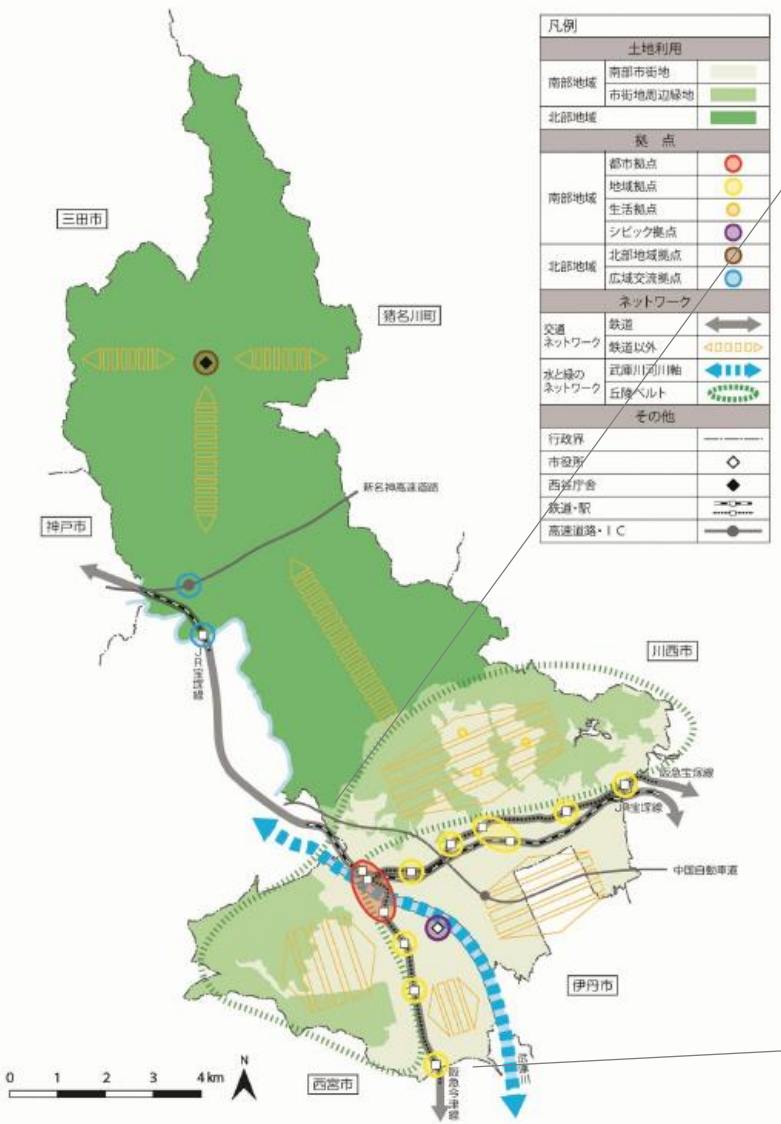 凡例
土地利用
南部地域
南部市街地
市街地周辺緑地
北部地域
拠 点
南部地域
都市拠点
地域拠点
生活拠点
シビック拠点
北部地域
北部地域拠点
広域交流拠点
ネットワーク
交通
ネットワーク
鉄道
鉄道以外
水と緑の
ネットワーク
武庫川河川軸
丘陵ベルト
その他
行政界
市役所
西谷庁舎
鉄道・駅
高速道路・IC
三田市
猪名川町
新名神高速道路
神戸市
JR宝塚線
川西市
阪急宝塚線
JR宝塚線
中国自動車道
伊丹市
武庫川
西宮市
阪急今津線
0 1 2 3 4km
N